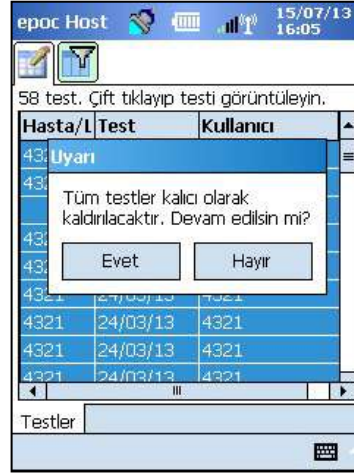 epoc Host 15/07/13
16:05
58 test. Çift tıklayıp testi görüntüleyin.
Hasta/L Test Kullanıcı
Uyarı
Tüm testler kalıcı olarak
kaldırılacaktır. Devam edilsin mi?
Evet Hayır
4321 24/03/13 4321
4321 24/03/13 4321
4321 24/03/13 4321
4321 24/03/13 4321
Testler